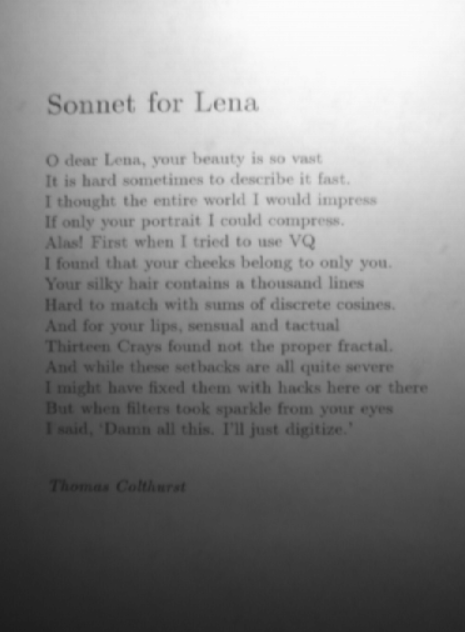 Sonnet for Lena
O dear Lena, your beauty is so vast
It is hard sometimes to describe it fast.
I thought the entire world I would impress
If only your portrait I could compress.
Alas! First when I tried to use VQ
I found that your cheeks belong to only you.
Your silky hair contains a thousand lines
Hard to match with sums of discrete cosines.
And for your lips, sensual and tactual
Thirteen Crays found not the proper fractal.
And while these setbacks are all quite severe
I might have fixed them with hacks here or there
But when filters took sparkle from your eyes
I said, 'Damn all this. I'll just digitize.'
Thomas Colthurst